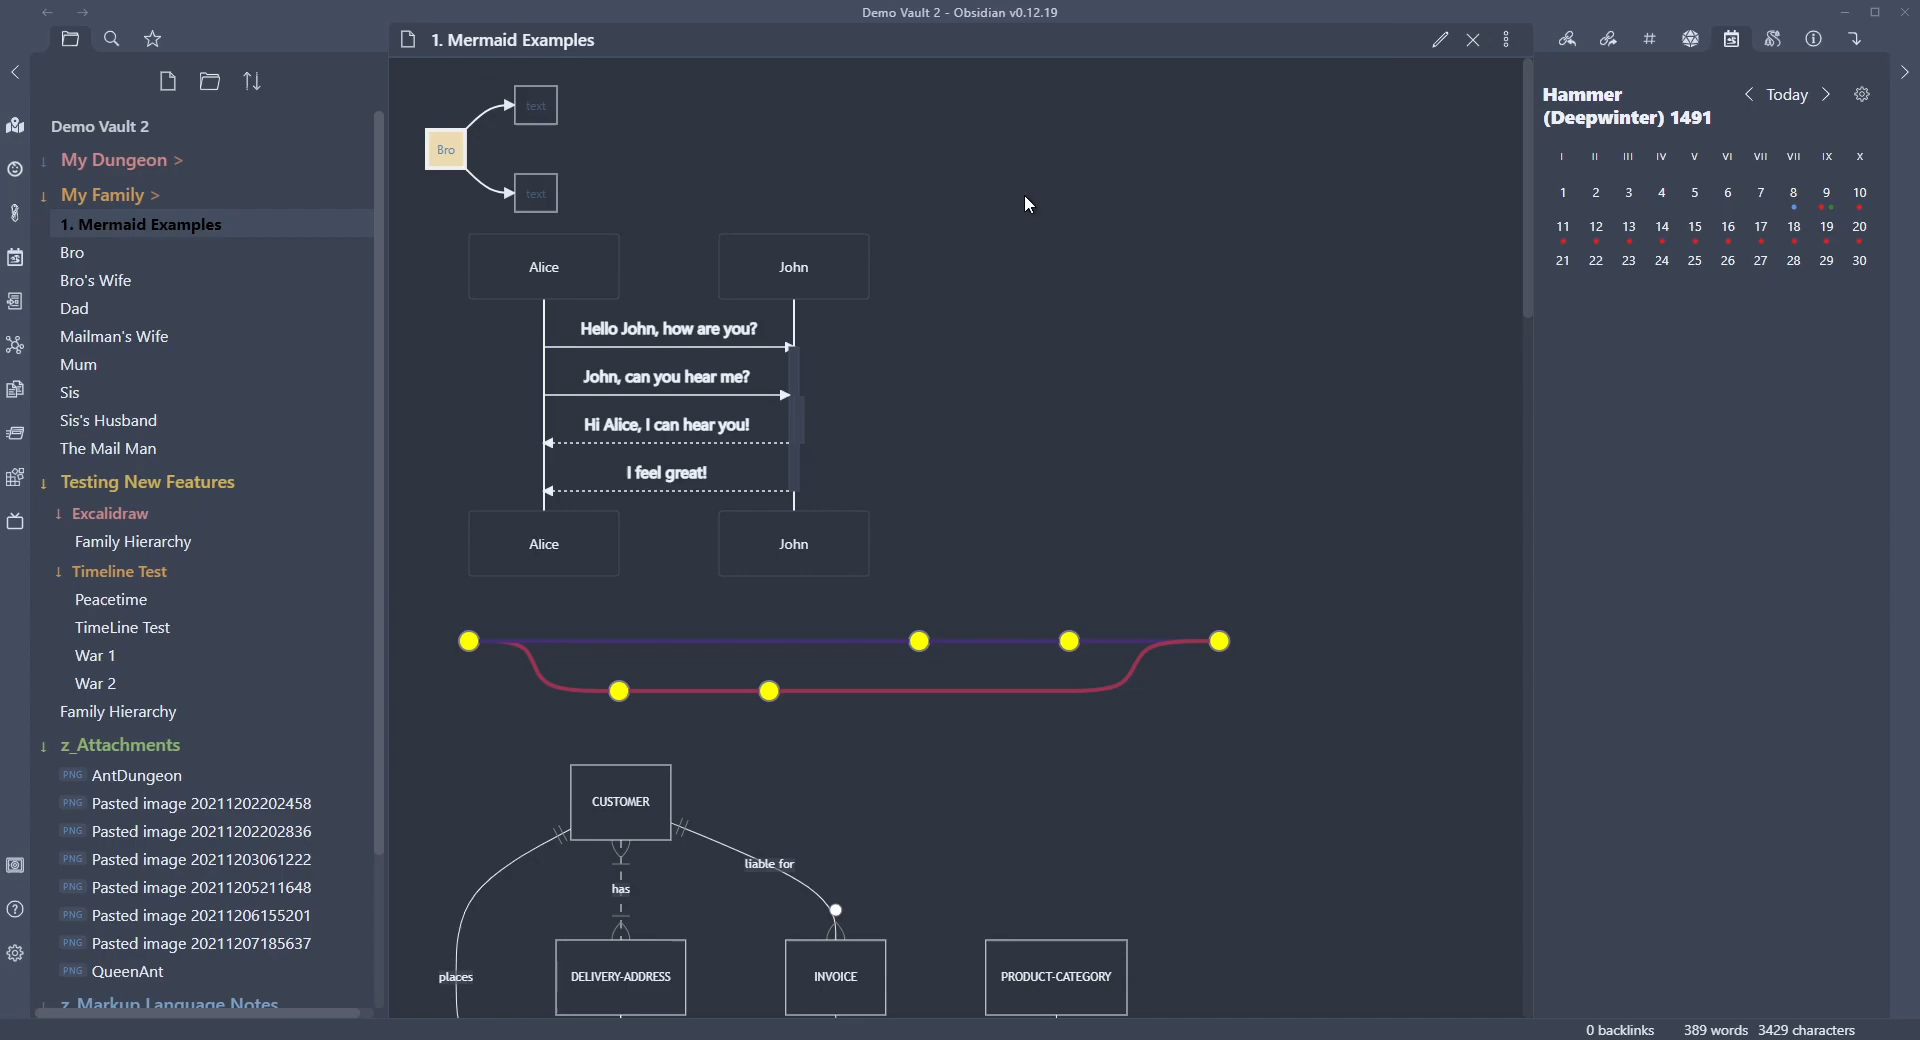 Demo Vault 2 - Obsidian v0.12.19
1. Mermaid Examples
Demo Vault 2
My Dungeon >
My Family >
1. Mermaid Examples
Bro
Bro's Wife
Dad
Mailman's Wife
Mum
Sis
Sis's Husband
The Mail Man
Testing New Features
Excalidraw
Family Hierarchy
Timeline Test
Peacetime
TimeLine Test
War 1
War 2
Family Hierarchy
z_Attachments
PNG AntDungeon
PNG Pasted image 20211202202458
PNG Pasted image 20211202202836
PNG Pasted image 20211203061222
PNG Pasted image 20211205211648
PNG Pasted image 20211206155201
PNG Pasted image 20211207185637
PNG QueenAnt
z_Markup Language Notes
text
Bro
text
Alice John
Hello John, how are you?
John, can you hear me?
Hi Alice, I can hear you!
I feel great!
Alice John
CUSTOMER
liable for
has
places
DELIVERY-ADDRESS INVOICE PRODUCT-CATEGORY
Hammer
(Deepwinter) 1491
Today
I II III IV V VI VII VII IX X
1 2 3 4 5 6 7 8 9 10
11 12 13 14 15 16 17 18 19 20
21 22 23 24 25 26 27 28 29 30
0 backlinks 389 words 3429 characters